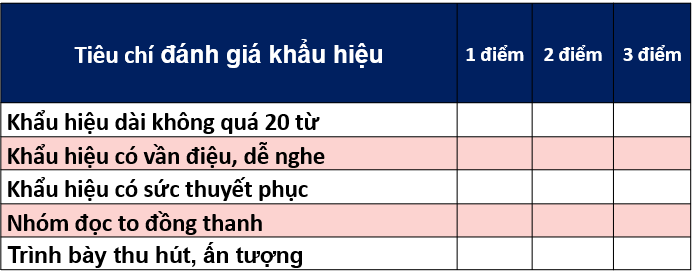 Tiêu chí đánh giá khẩu hiệu 1 điểm 2 điểm 3 điểm
Khẩu hiệu dài không quá 20 từ
Khẩu hiệu có vần điệu, dễ nghe
Khẩu hiệu có sức thuyết phục
Nhóm đọc to đồng thanh
Trình bày thu hút, ấn tượng